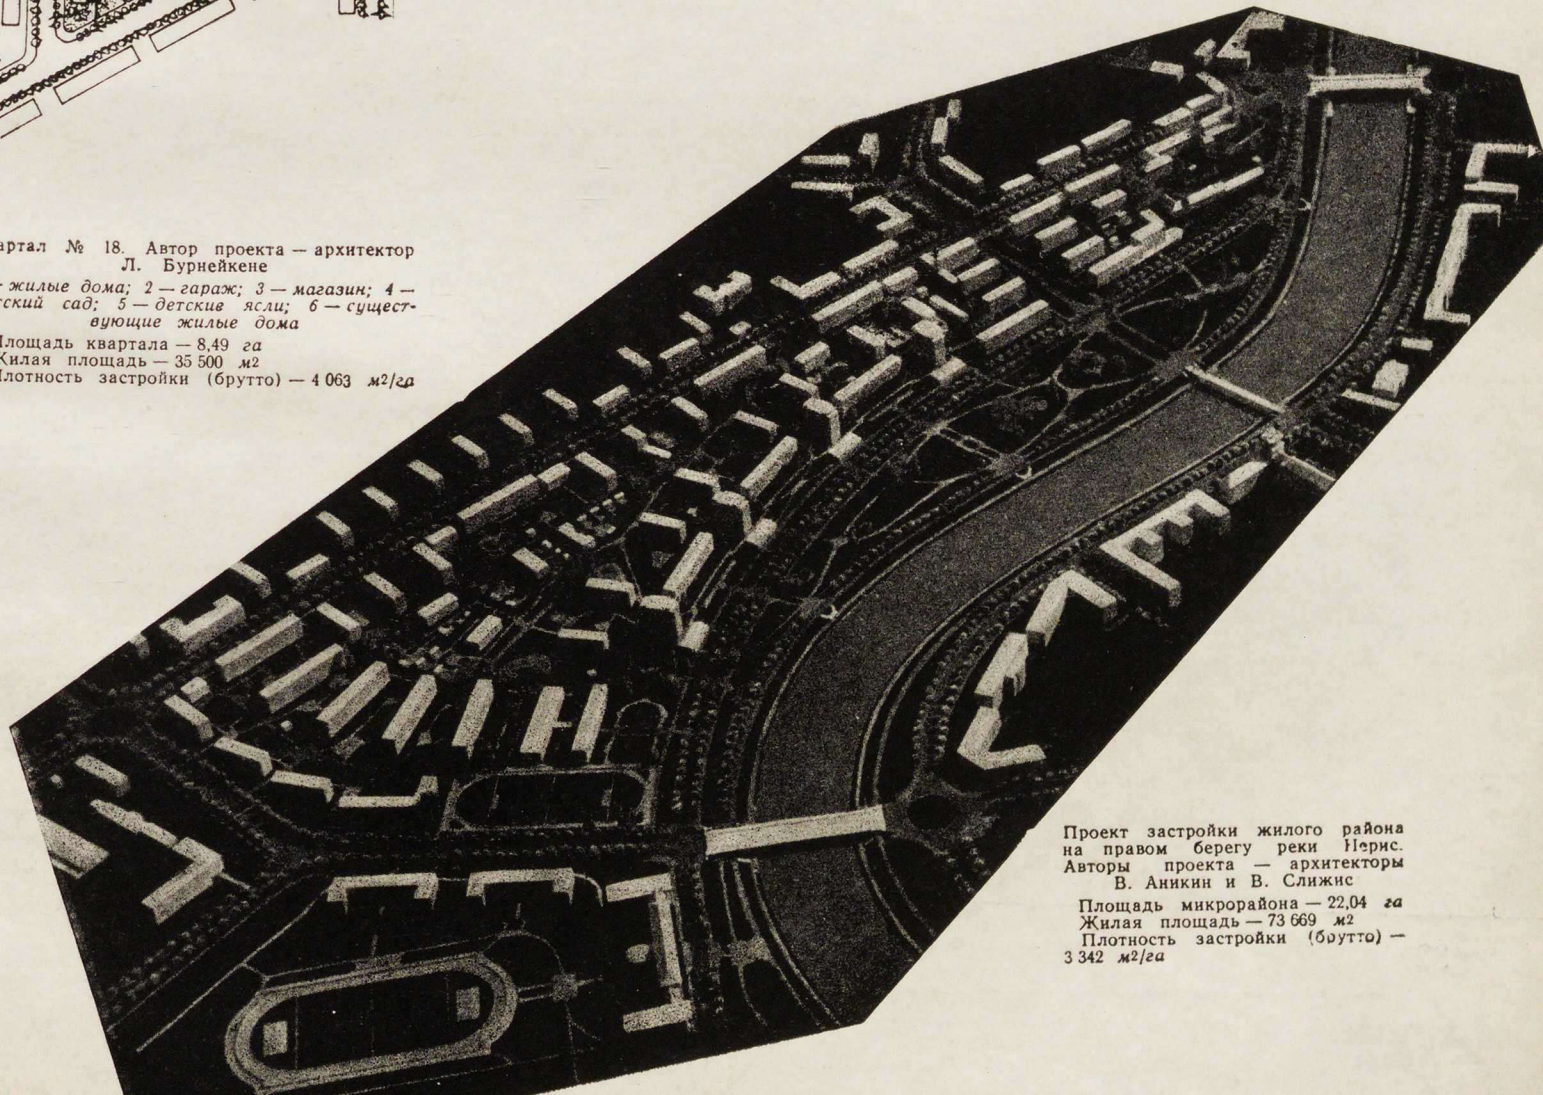 артал № 18. Автор проекта — архитектор
Л. Бурнейкене
жилые дома; 2 — гараж; 3 — магазин; 4 —
ский сад; 5 — детские ясли; 6 — сущест-
вующие жилые дома
лощадь квартала — 8,49 га
Жилая площадь — 35 500 м2
лотность застройки (брутто) — 4 063 м2/га
Проект застройки жилого района
на правом берегу реки Нерис.
Авторы проекта — архитекторы
В. Аникин и В. Слижис
Площадь микрорайона — 22,04 га
Жилая площадь — 73 669 м2
Плотность застройки (брутто) —
3 342 м2/га